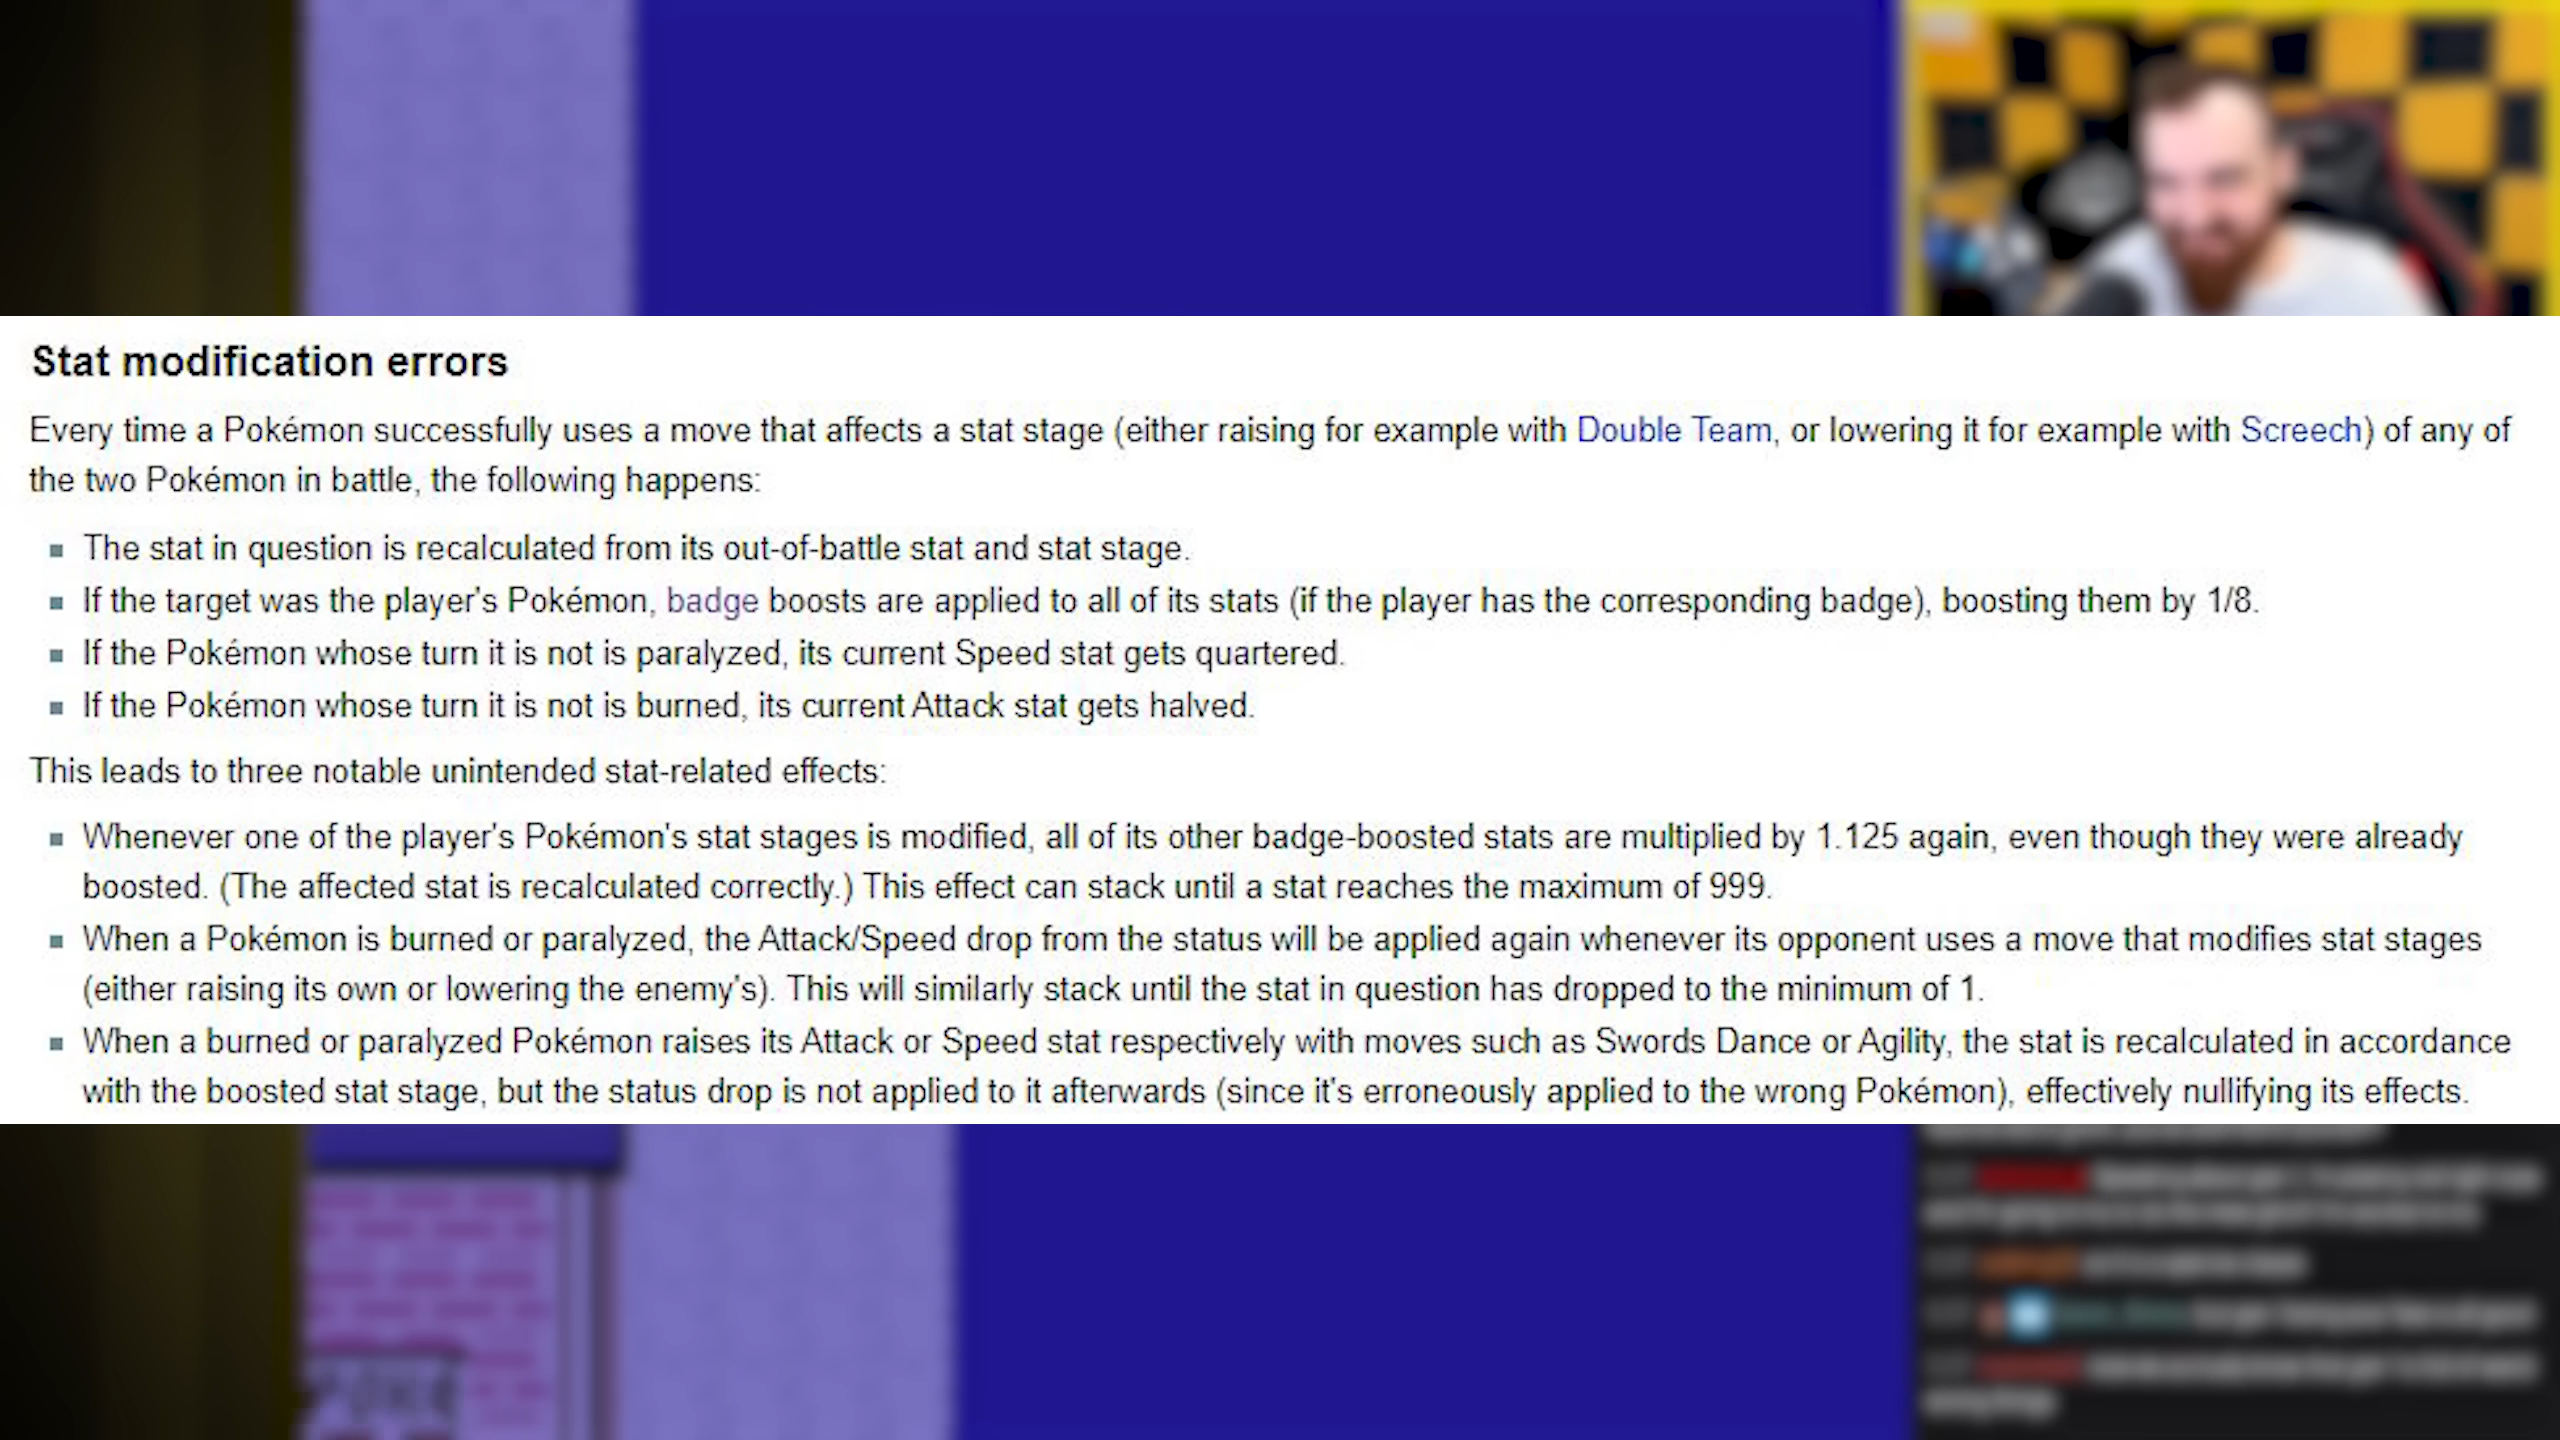 Stat modification errors
Every time a Pokémon successfully uses a move that affects a stat stage (either raising for example with Double Team, or lowering it for example with Screech) of any of
the two Pokémon in battle, the following happens:
▪ The stat in question is recalculated from its out-of-battle stat and stat stage.
▪ If the target was the player's Pokémon, badge boosts are applied to all of its stats (if the player has the corresponding badge), boosting them by 1/8.
▪ If the Pokémon whose turn it is not is paralyzed, its current Speed stat gets quartered.
▪ If the Pokémon whose turn it is not is burned, its current Attack stat gets halved.
This leads to three notable unintended stat-related effects:
▪ Whenever one of the player's Pokémon's stat stages is modified, all of its other badge-boosted stats are multiplied by 1.125 again, even though they were already
boosted. (The affected stat is recalculated correctly.) This effect can stack until a stat reaches the maximum of 999.
▪ When a Pokémon is burned or paralyzed, the Attack/Speed drop from the status will be applied again whenever its opponent uses a move that modifies stat stages
(either raising its own or lowering the enemy's). This will similarly stack until the stat in question has dropped to the minimum of 1.
▪ When a burned or paralyzed Pokémon raises its Attack or Speed stat respectively with moves such as Swords Dance or Agility, the stat is recalculated in accordance
with the boosted stat stage, but the status drop is not applied to it afterwards (since it's erroneously applied to the wrong Pokémon), effectively nullifying its effects.